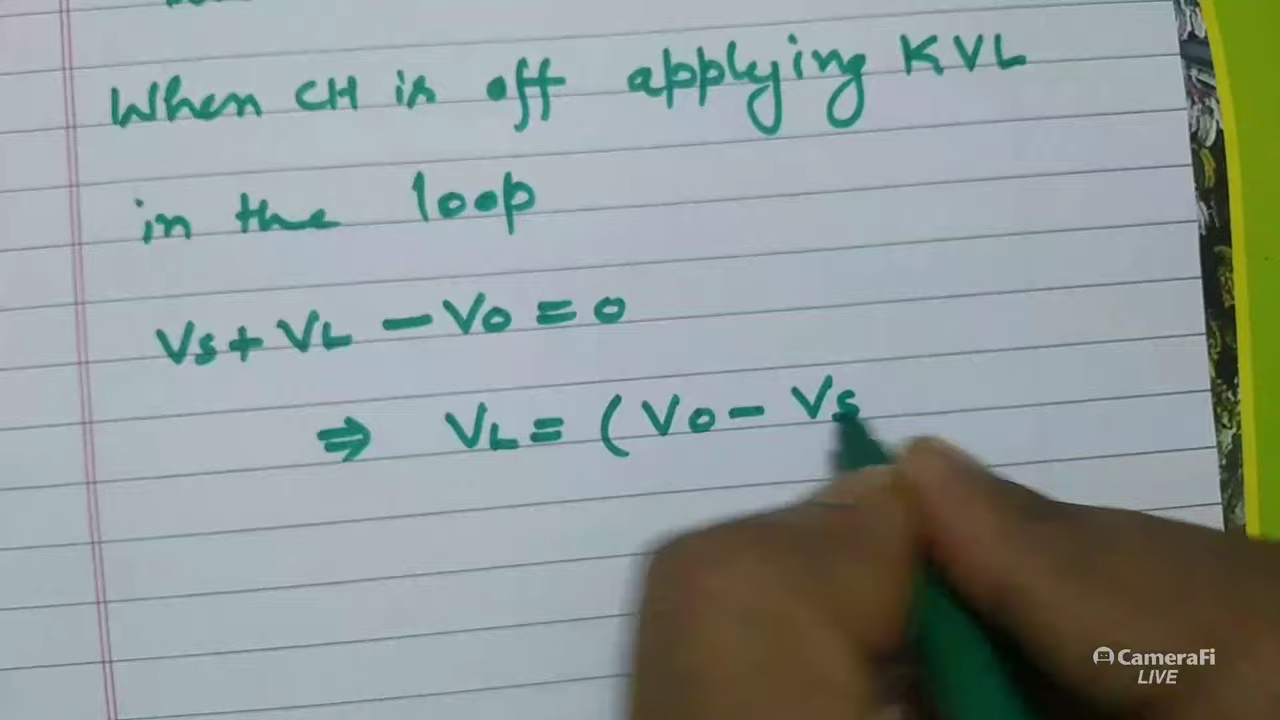 When CH is off applying KVL
in the loop
Vs + VL - Vo = 0
⇒ VL = (Vo - Vs
CameraFi
LIVE